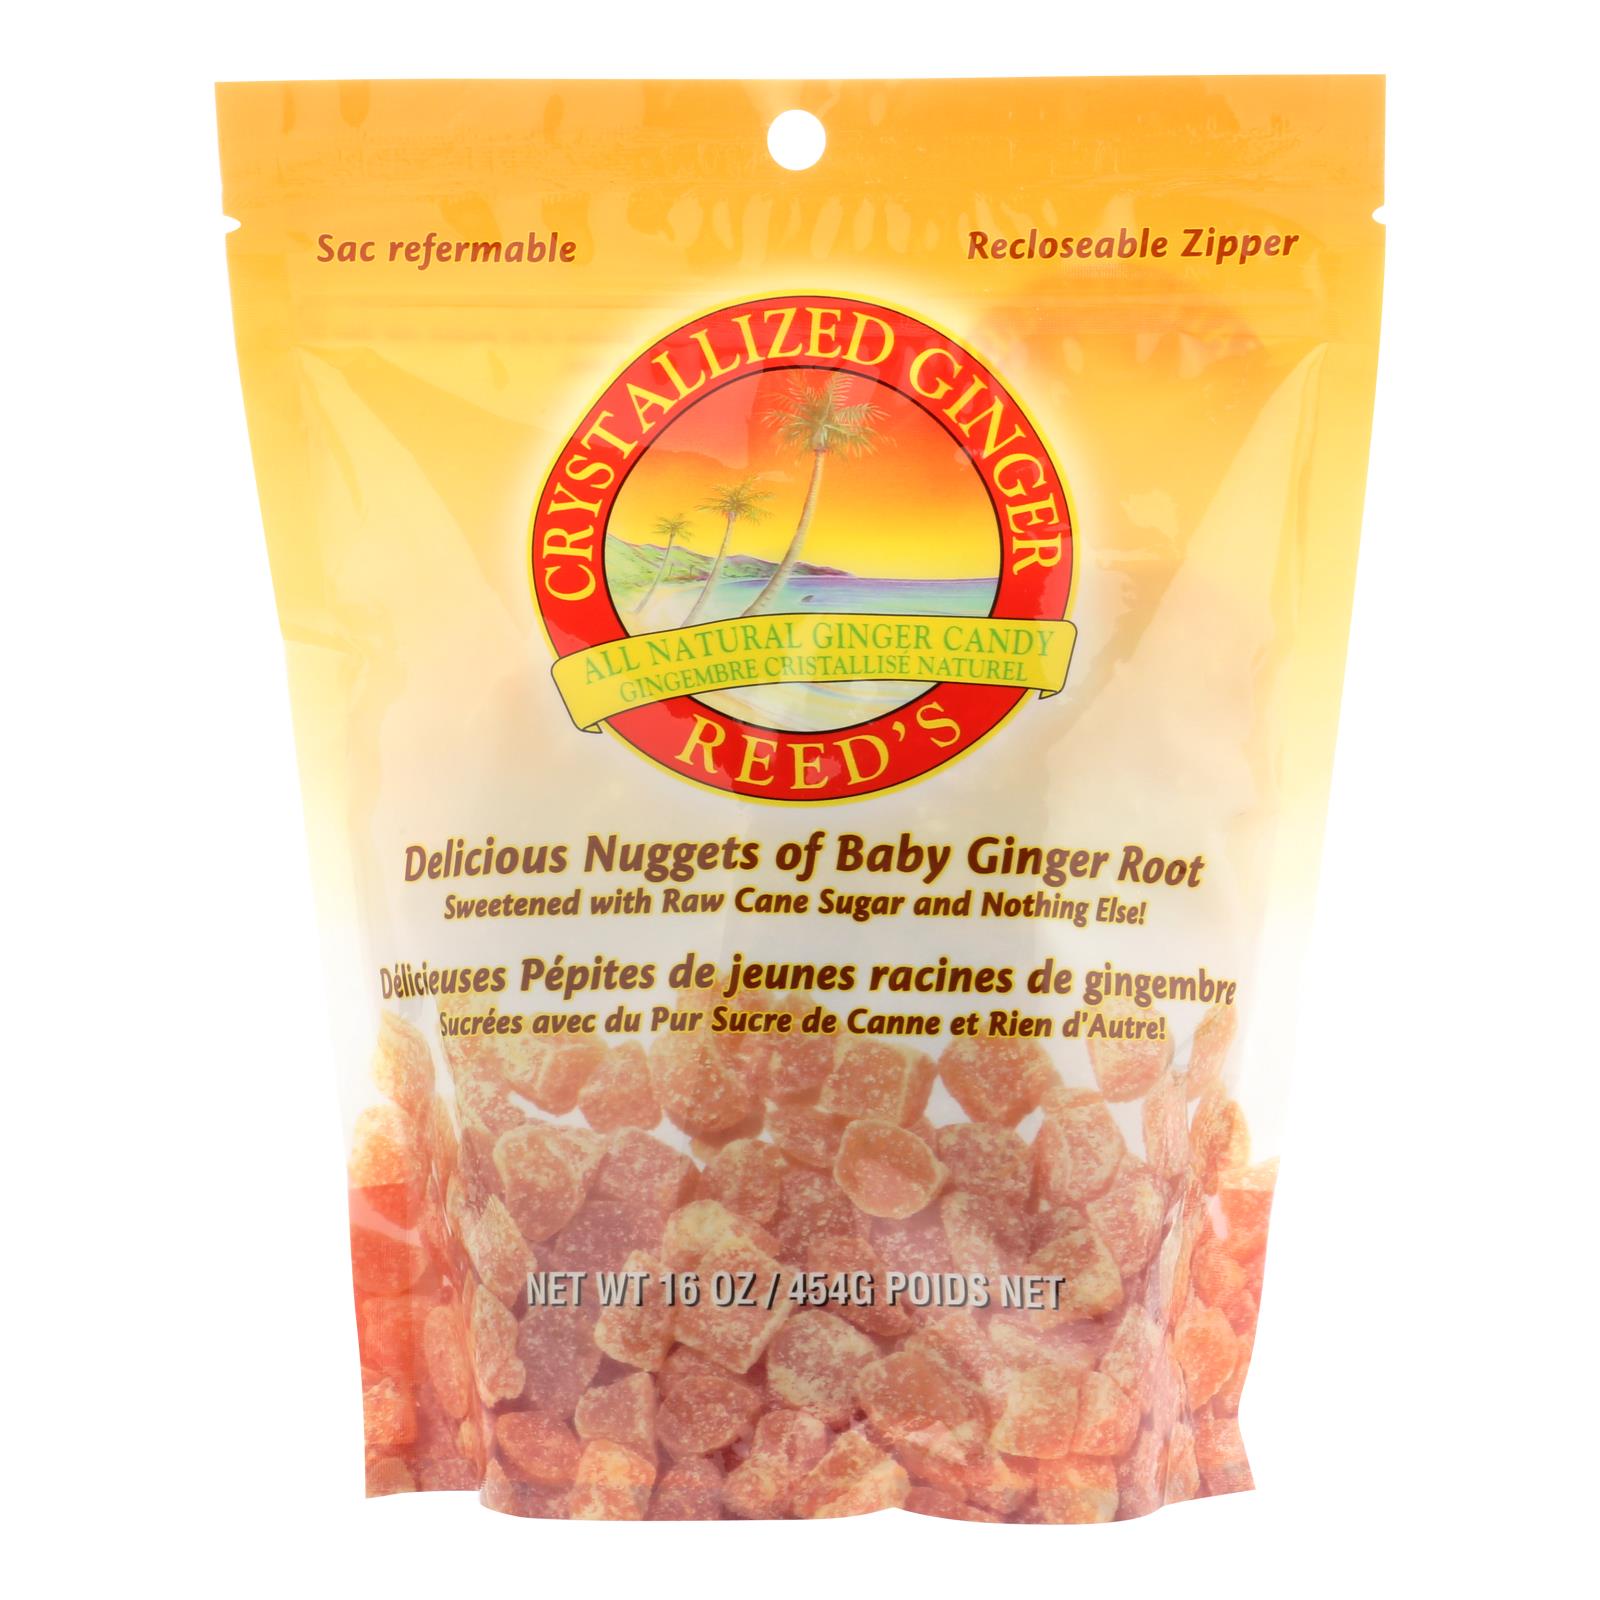 Sac refermable
Recloseable Zipper
CRYSTALLIZED GINGER
ALL NATURAL GINGER CANDY
GINGEMBRE CRISTALLISÉ NATUREL
REED'S
Delicious Nuggets of Baby Ginger Root
Sweetened with Raw Cane Sugar and Nothing Else!
Délicieuses Pépites de jeunes racines de gingembre
Sucrées avec du Pur Sucre de Canne et Rien d'Autre!
NET WT 16 OZ / 454G POIDS NET